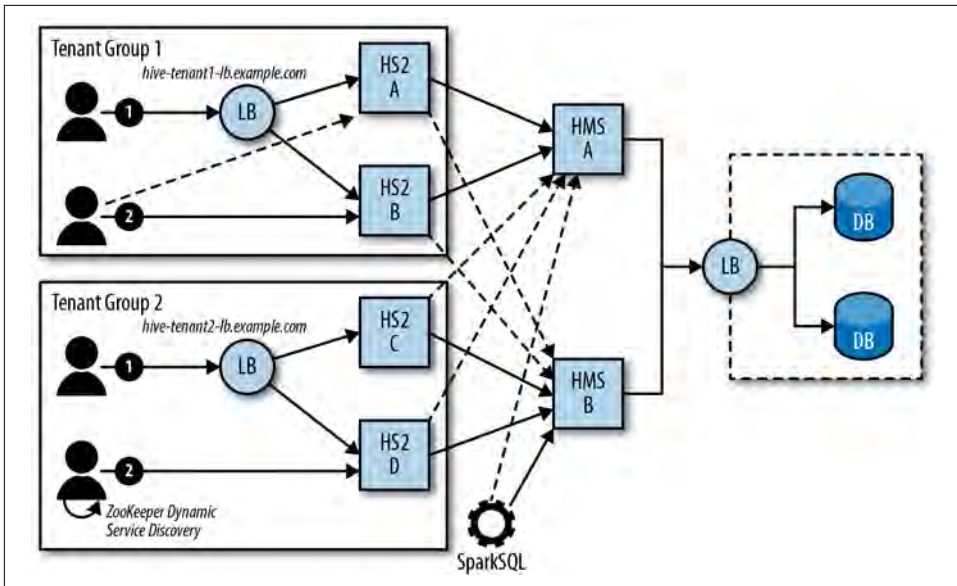 Tenant Group 1
hive-tenant1-lb.example.com
1
LB
2
HS2
A
HS2
B
HMS
A
LB
DB
DB
Tenant Group 2
hive-tenant2-lb.example.com
1
LB
2
ZooKeeper Dynamic
Service Discovery
HS2
C
HS2
D
HMS
B
SparkSQL